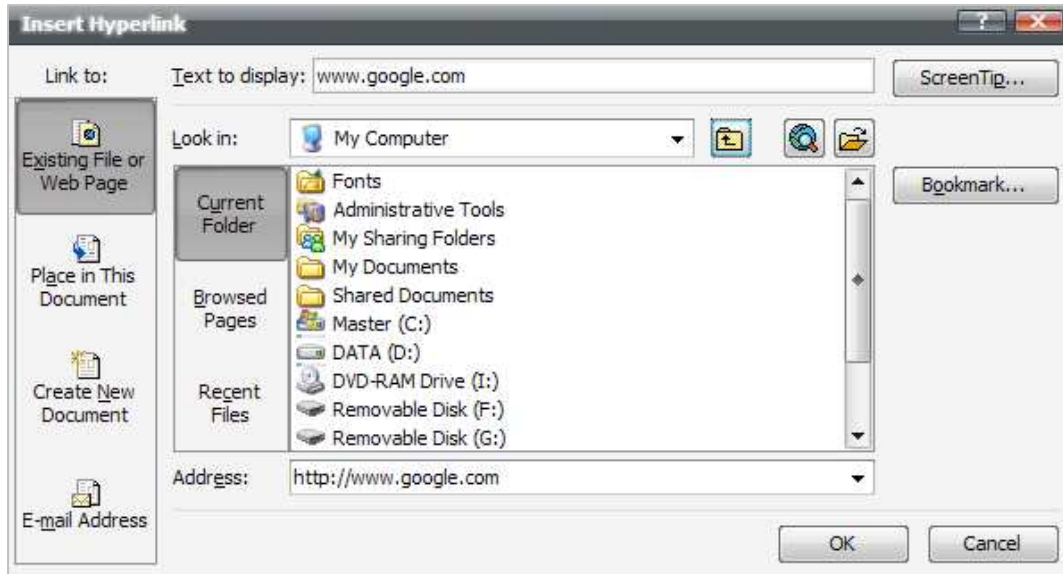 Insert Hyperlink
Link to:
Text to display: www.google.com
ScreenTip...
Existing File or
Web Page
Place in This
Document
Create New
Document
E-mail Address
Look in: My Computer
Current
Folder
Browsed
Pages
Recent
Files
Fonts
Administrative Tools
My Sharing Folders
My Documents
Shared Documents
Master (C:)
DATA (D:)
DVD-RAM Drive (I:)
Removable Disk (F:)
Removable Disk (G:)
Bookmark...
Address: http://www.google.com
OK
Cancel